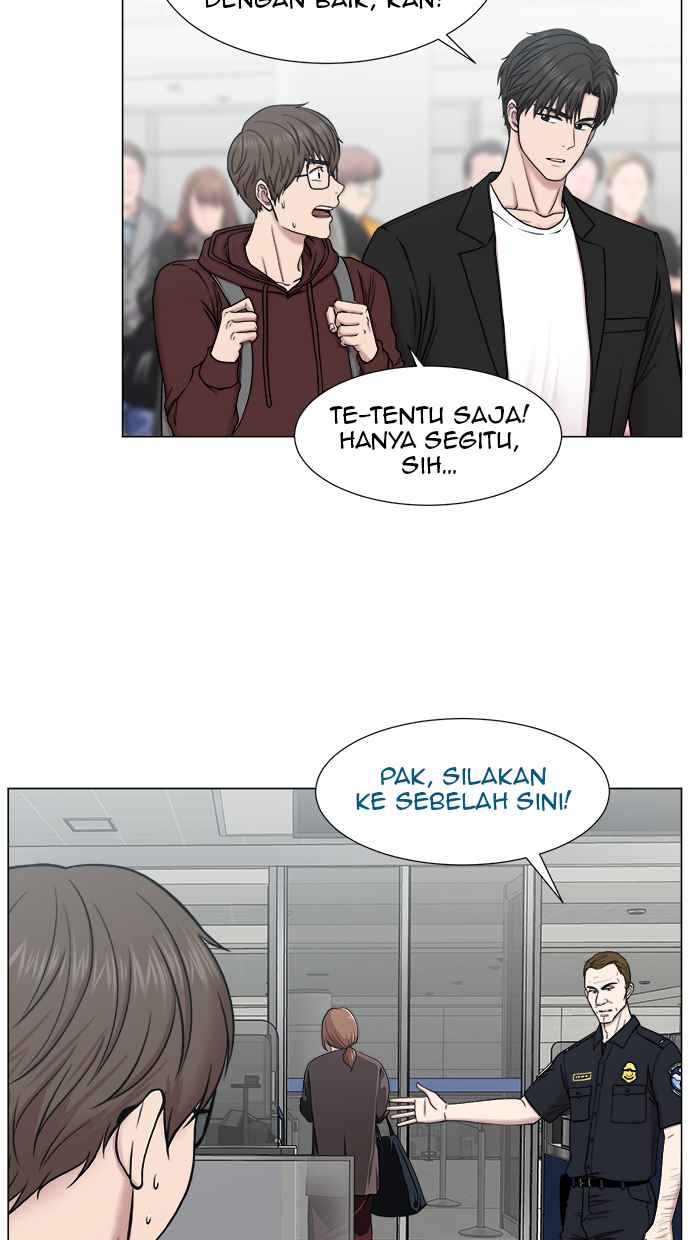 DENGAN BAIK, KAN?
TE-TENTU SAJA!
HANYA SEGITU,
SIH...
PAK, SILAKAN
KE SEBELAH SINI!